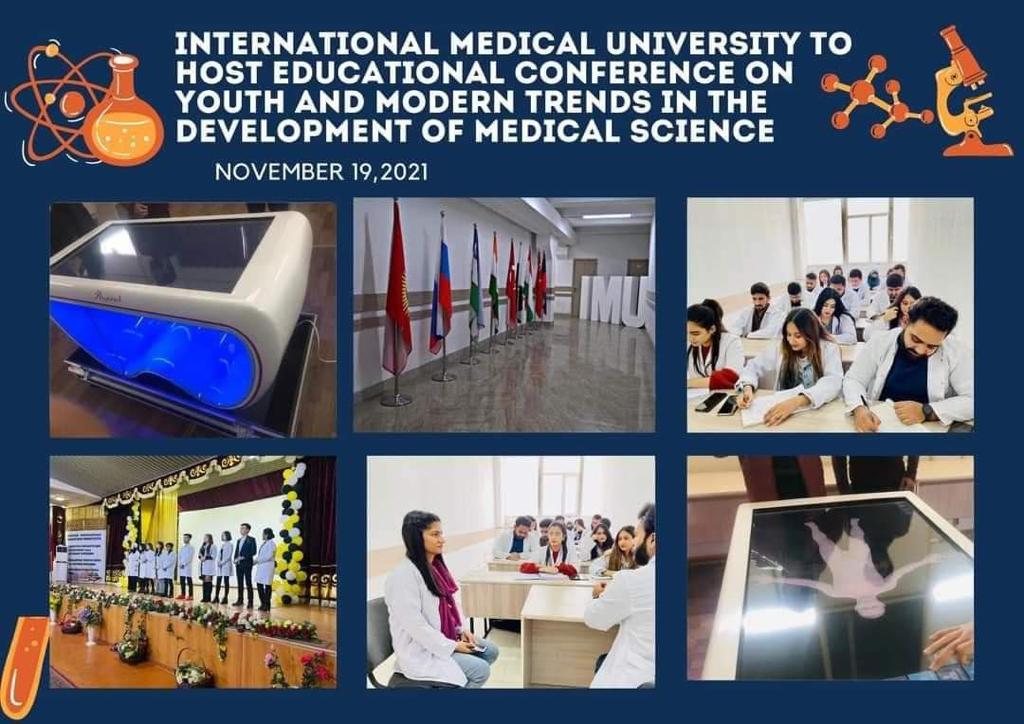 INTERNATIONAL MEDICAL UNIVERSITY TO
HOST EDUCATIONAL CONFERENCE ON
YOUTH AND MODERN TRENDS IN THE
DEVELOPMENT OF MEDICAL SCIENCE
NOVEMBER 19,2021
IMU